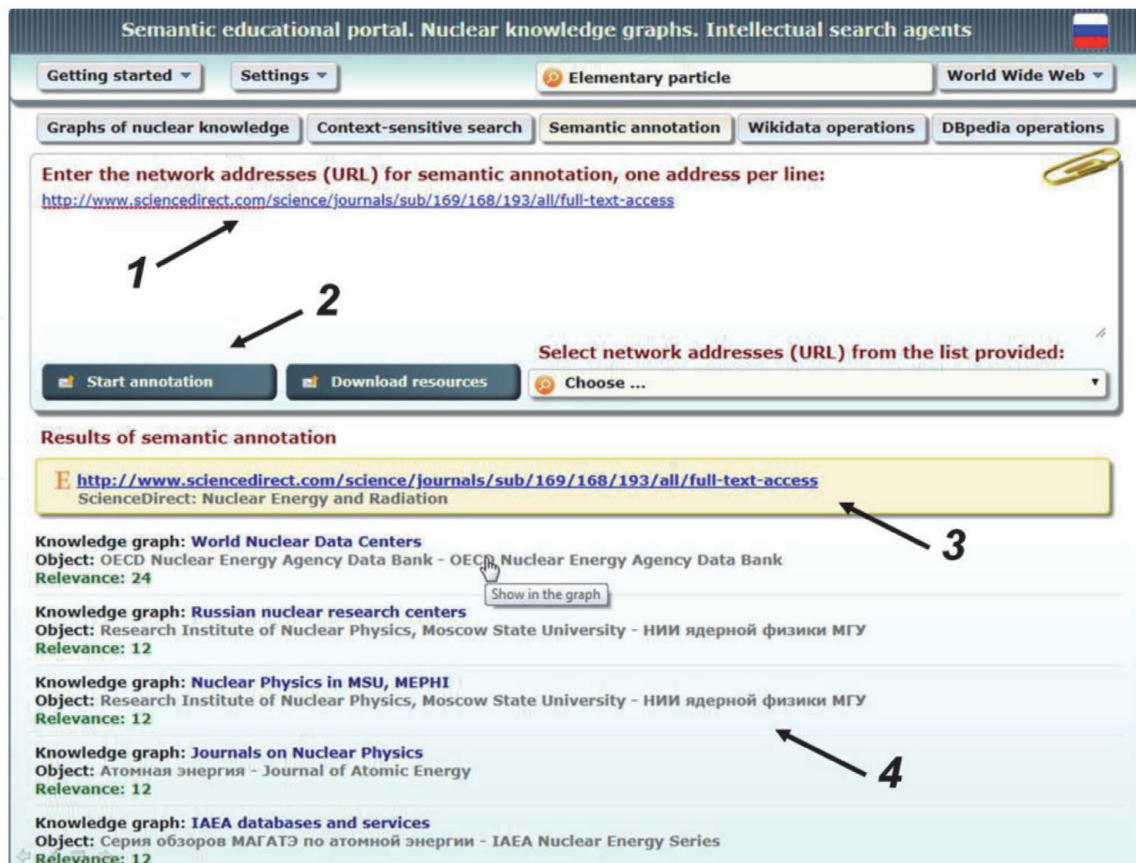 Semantic educational portal. Nuclear knowledge graphs. Intellectual search agents
Getting started
Settings
Elementary particle
World Wide Web
Graphs of nuclear knowledge
Context-sensitive search
Semantic annotation
Wikidata operations
DBpedia operations
Enter the network addresses (URL) for semantic annotation, one address per line:
http://www.sciencedirect.com/science/journals/sub/169/168/193/all/full-text-access
1
2
Select network addresses (URL) from the list provided:
Start annotation
Download resources
Choose ...
Results of semantic annotation
E http://www.sciencedirect.com/science/journals/sub/169/168/193/all/full-text-access
ScienceDirect: Nuclear Energy and Radiation
3
Knowledge graph: World Nuclear Data Centers
Object: OECD Nuclear Energy Agency Data Bank - OECD Nuclear Energy Agency Data Bank
Relevance: 24
Show in the graph
Knowledge graph: Russian nuclear research centers
Object: Research Institute of Nuclear Physics, Moscow State University - НИИ ядерной физики МГУ
Relevance: 12
Knowledge graph: Nuclear Physics in MSU, MEPHI
Object: Research Institute of Nuclear Physics, Moscow State University - НИИ ядерной физики МГУ
Relevance: 12
4
Knowledge graph: Journals on Nuclear Physics
Object: Атомная энергия - Journal of Atomic Energy
Relevance: 12
Knowledge graph: IAEA databases and services
Object: Серия обзоров МАГАТЭ по атомной энергии - IAEA Nuclear Energy Series
Relevance: 12